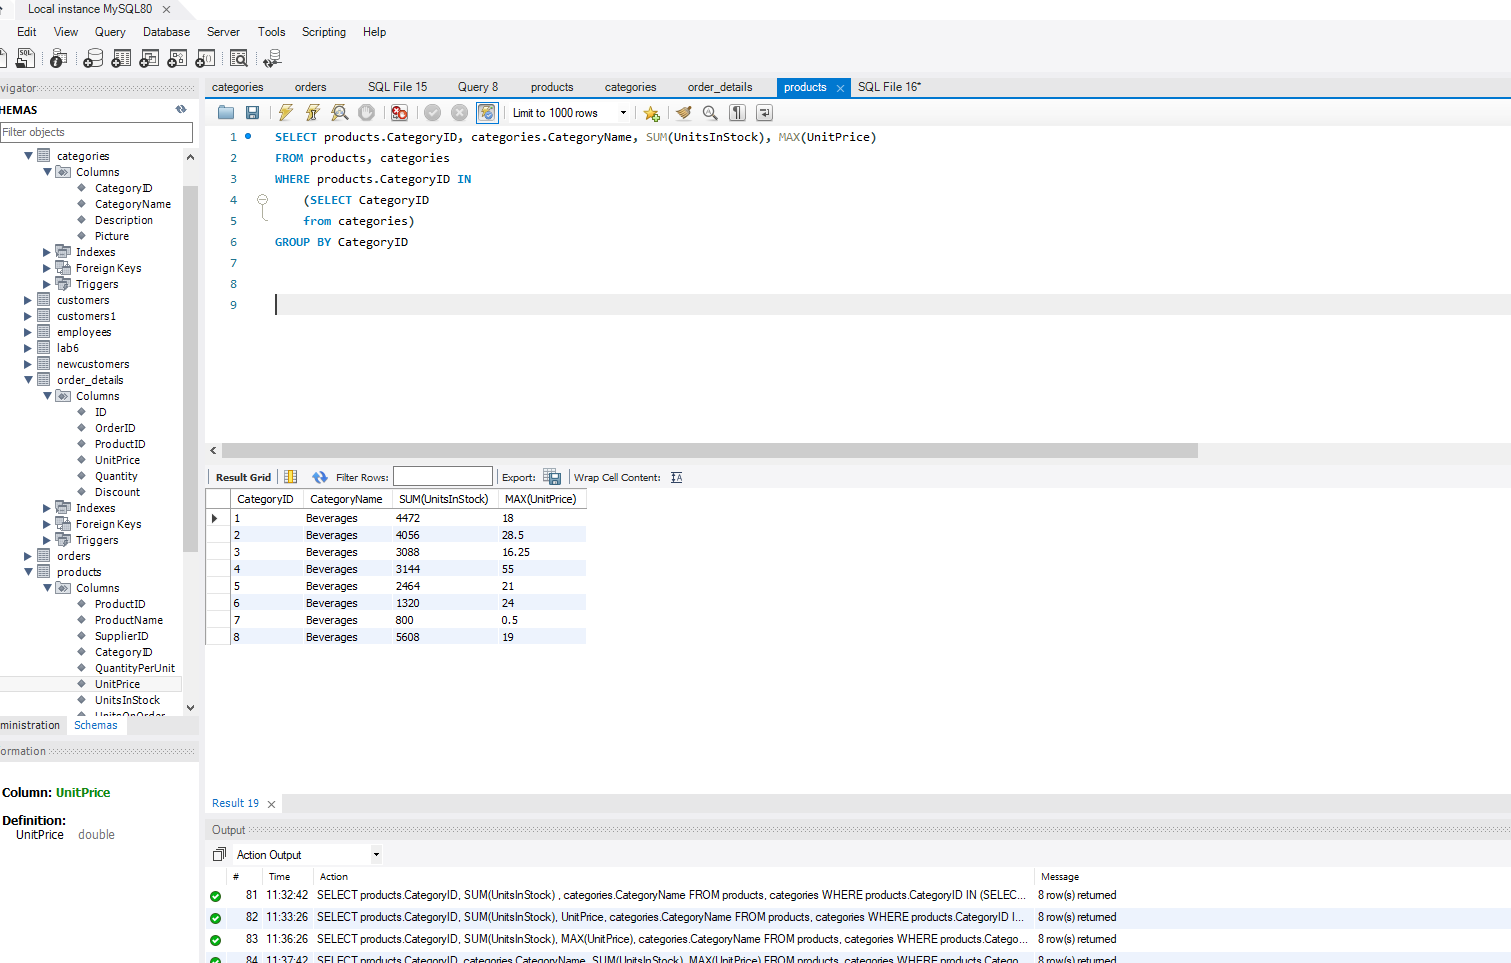 Local instance MySQL80
Edit View Query Database Server Tools Scripting Help
categories orders SQL File 15 Query 8 products categories order_details products SQL File 16*
Limit to 1000 rows
1 SELECT products.CategoryID, categories.CategoryName, SUM(UnitsInStock), MAX(UnitPrice)
2 FROM products, categories
3 WHERE products.CategoryID IN
4 (SELECT CategoryID
5 from categories)
6 GROUP BY CategoryID
7
8
9
vigator
HEMAS
Filter objects
categories
Columns
CategoryID
CategoryName
Description
Picture
Indexes
Foreign Keys
Triggers
customers
customers1
employees
lab6
newcustomers
order_details
Columns
ID
OrderID
ProductID
UnitPrice
Quantity
Discount
Indexes
Foreign Keys
Triggers
orders
products
Columns
ProductID
ProductName
SupplierID
CategoryID
QuantityPerUnit
UnitPrice
UnitsInStock
UnitsOnOrder
ministration Schemas
ormation
Column: UnitPrice
Definition:
UnitPrice double
Result Grid Filter Rows: Export: Wrap Cell Content:
CategoryID CategoryName SUM(UnitsInStock) MAX(UnitPrice)
1 Beverages 4472 18
2 Beverages 4056 28.5
3 Beverages 3088 16.25
4 Beverages 3144 55
5 Beverages 2464 21
6 Beverages 1320 24
7 Beverages 800 0.5
8 Beverages 5608 19
Result 19
Output
Action Output
# Time Action Message
81 11:32:42 SELECT products.CategoryID, SUM(UnitsInStock) , categories.CategoryName FROM products, categories WHERE products.CategoryID IN (SELEC... 8 row(s) returned
82 11:33:26 SELECT products.CategoryID, SUM(UnitsInStock), UnitPrice, categories.CategoryName FROM products, categories WHERE products.CategoryID I... 8 row(s) returned
83 11:36:26 SELECT products.CategoryID, SUM(UnitsInStock), MAX(UnitPrice), categories.CategoryName FROM products, categories WHERE products.Catego... 8 row(s) returned
84 11:37:42 SELECT products.CategoryID, categories.CategoryName, SUM(UnitsInStock), MAX(UnitPrice) FROM products, categories WHERE products.Catego... 8 row(s) returned